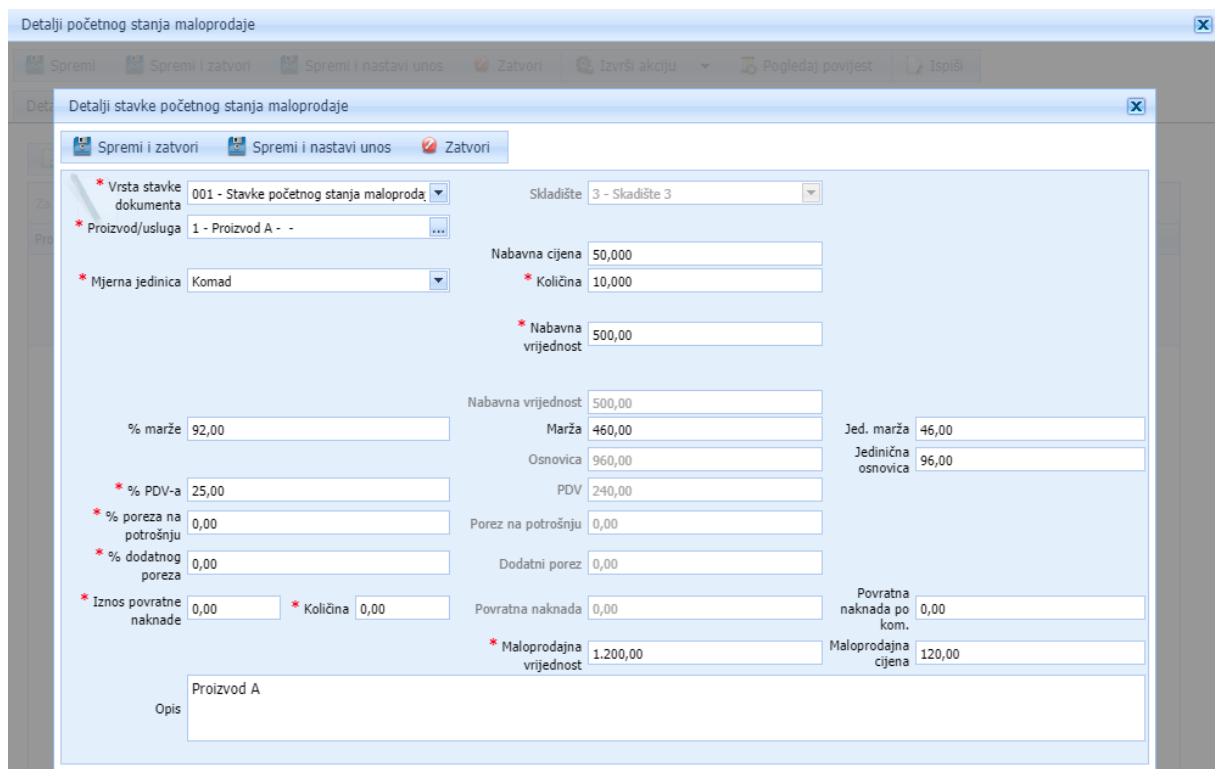 Detalji početnog stanja maloprodaje
Spremi Spremi i zatvori Spremi i nastavi unos Zatvori Izvrši akciju Pogledaj povijest Ispiši
Deta
Detalji stavke početnog stanja maloprodaje
Spremi i zatvori Spremi i nastavi unos Zatvori
* Vrsta stavke dokumenta 001 - Stavke početnog stanja maloprodaj Skladište 3 - Skadište 3
* Proizvod/usluga 1 - Proizvod A - - ...
Nabavna cijena 50,000
* Mjerna jedinica Komad * Količina 10,000
* Nabavna vrijednost 500,00
Nabavna vrijednost 500,00
% marže 92,00 Marža 460,00 Jed. marža 46,00
Osnovica 960,00 Jedinična osnovica 96,00
* % PDV-a 25,00 PDV 240,00
* % poreza na potrošnju 0,00 Porez na potrošnju 0,00
* % dodatnog poreza 0,00 Dodatni porez 0,00
* Iznos povratne naknade 0,00 * Količina 0,00 Povratna naknada 0,00 Povratna naknada po kom. 0,00
* Maloprodajna vrijednost 1.200,00 Maloprodajna cijena 120,00
Opis Proizvod A